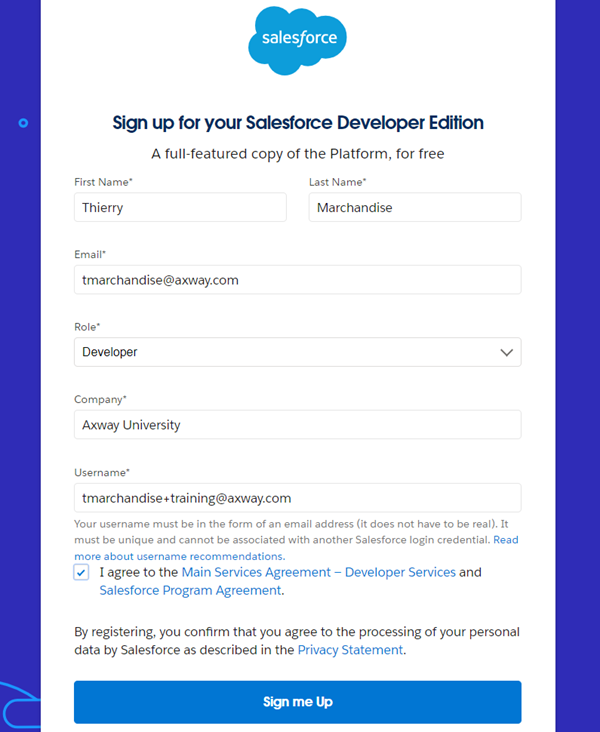 salesforce
Sign up for your Salesforce Developer Edition
A full-featured copy of the Platform, for free
First Name* Last Name*
Thierry Marchandise
Email*
tmarchandise@axway.com
Role*
Developer
Company*
Axway University
Username*
tmarchandise+training@axway.com
Your username must be in the form of an email address (it does not have to be real). It
must be unique and cannot be associated with another Salesforce login credential. Read
more about username recommendations.
I agree to the Main Services Agreement – Developer Services and
Salesforce Program Agreement.
By registering, you confirm that you agree to the processing of your personal
data by Salesforce as described in the Privacy Statement.
Sign me Up